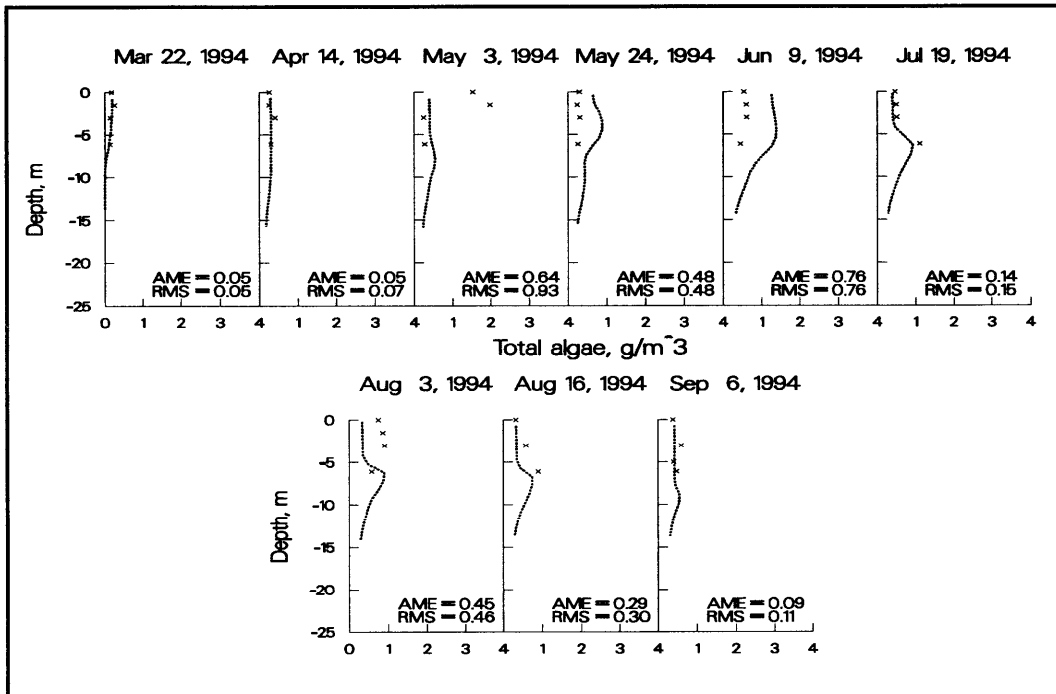 Mar 22, 1994 Apr 14, 1994 May 3, 1994 May 24, 1994 Jun 9, 1994 Jul 19, 1994
0
-5
-10
-15
-20
-25
Depth, m
AME = 0.05 AME = 0.05 AME = 0.64 AME = 0.48 AME = 0.76 AME = 0.14
RMS = 0.05 RMS = 0.07 RMS = 0.93 RMS = 0.48 RMS = 0.76 RMS = 0.15
0 1 2 3 4 1 2 3 4 1 2 3 4 1 2 3 4 1 2 3 4 1 2 3 4
Total algae, g/m^3
Aug 3, 1994 Aug 16, 1994 Sep 6, 1994
0
-5
-10
-15
-20
-25
Depth, m
AME = 0.45 AME = 0.29 AME = 0.09
RMS = 0.46 RMS = 0.30 RMS = 0.11
0 1 2 3 4 1 2 3 4 1 2 3 4